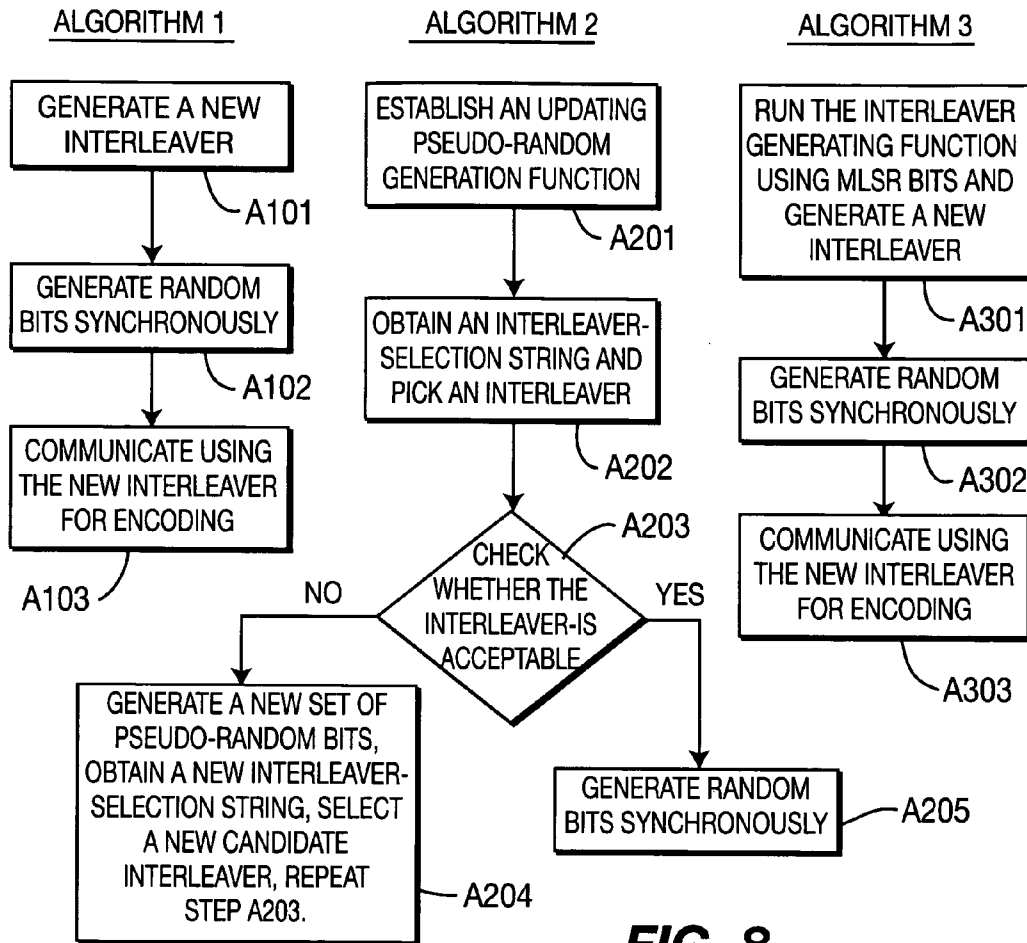 ALGORITHM 1
GENERATE A NEW
INTERLEAVER
A101
GENERATE RANDOM
BITS SYNCHRONOUSLY
A102
COMMUNICATE USING
THE NEW INTERLEAVER
FOR ENCODING
A103
ALGORITHM 2
ESTABLISH AN UPDATING
PSEUDO-RANDOM
GENERATION FUNCTION
A201
OBTAIN AN INTERLEAVER-
SELECTION STRING AND
PICK AN INTERLEAVER
A202
CHECK
WHETHER THE
INTERLEAVER-IS
ACCEPTABLE
A203
NO
YES
GENERATE A NEW SET OF
PSEUDO-RANDOM BITS,
OBTAIN A NEW INTERLEAVER-
SELECTION STRING, SELECT
A NEW CANDIDATE
INTERLEAVER, REPEAT
STEP A203.
A204
GENERATE RANDOM
BITS SYNCHRONOUSLY
A205
ALGORITHM 3
RUN THE INTERLEAVER
GENERATING FUNCTION
USING MLSR BITS AND
GENERATE A NEW
INTERLEAVER
A301
GENERATE RANDOM
BITS SYNCHRONOUSLY
A302
COMMUNICATE USING
THE NEW INTERLEAVER
FOR ENCODING
A303
FIG. 8